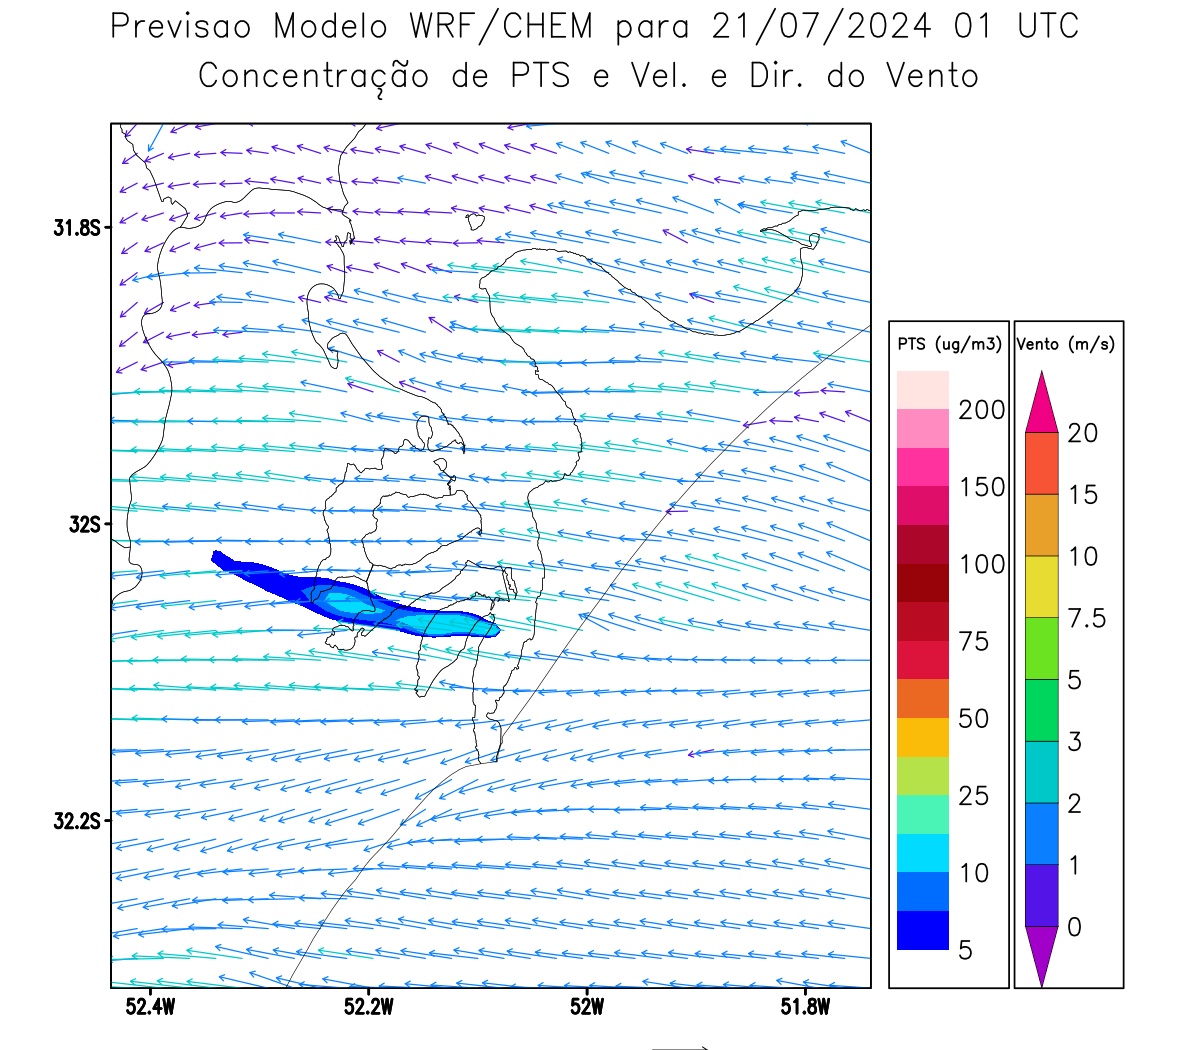 Previsao Modelo WRF/CHEM para 21/07/2024 01 UTC
Concentração de PTS e Vel. e Dir. do Vento
31.8S
32S
32.2S
52.4W
52.2W
52W
51.8W
PTS (ug/m3)
200
150
100
75
50
25
10
5
Vento (m/s)
20
15
10
7.5
5
3
2
1
0